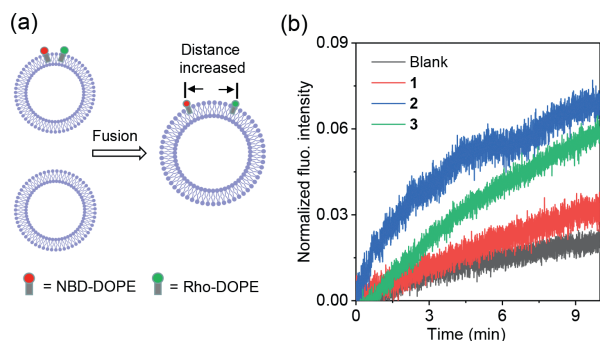 (a)
Distance
increased
Fusion
= NBD-DOPE
= Rho-DOPE
(b)
Normalized fluo. intensity
0.09
0.06
0.03
0.00
Blank
1
2
3
0
3
6
9
Time (min)